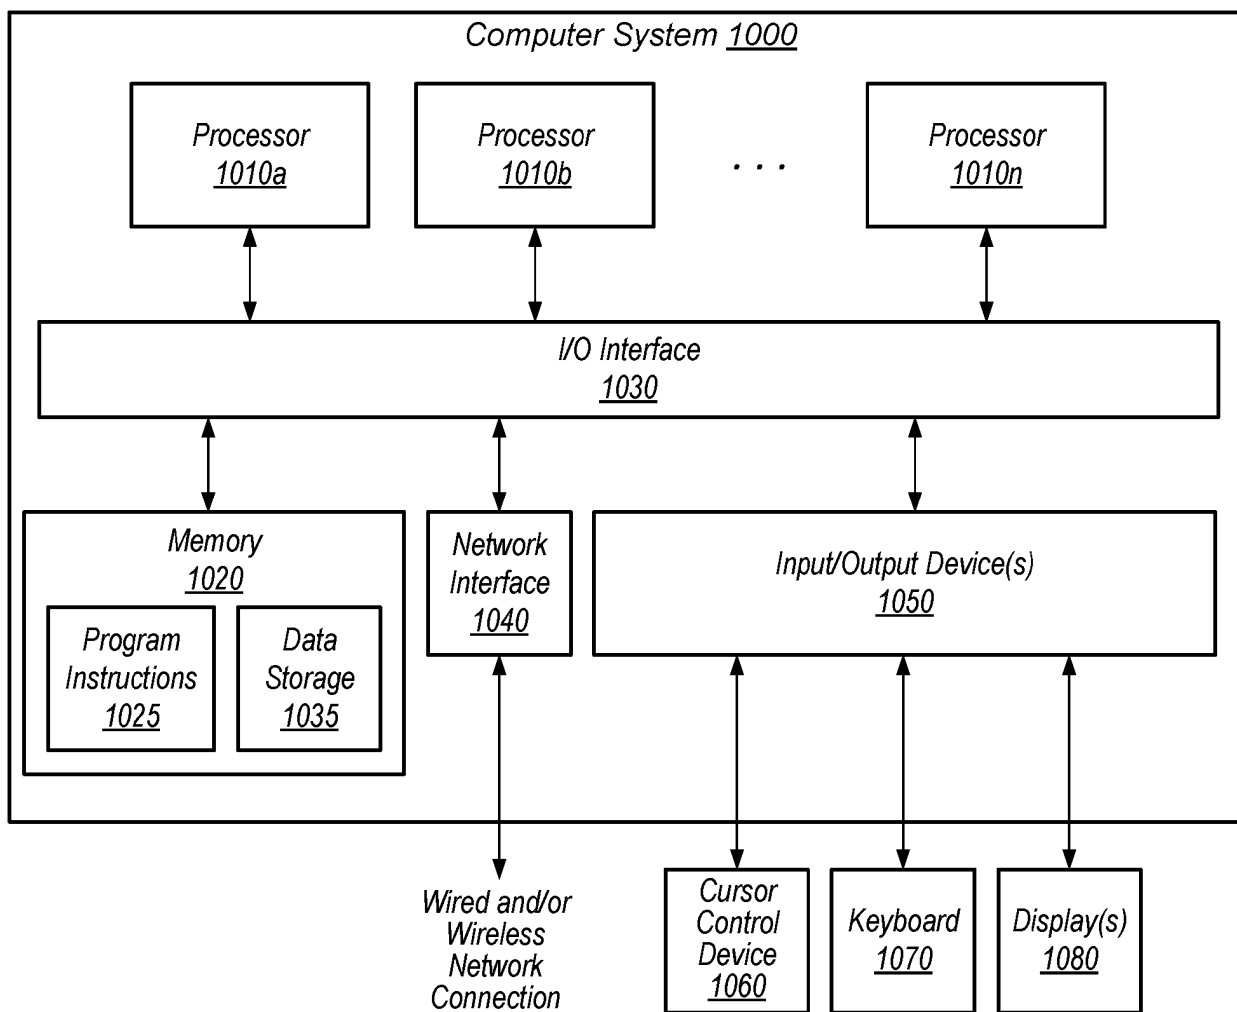 Computer System 1000
Processor
1010a
Processor
1010b
. . .
Processor
1010n
I/O Interface
1030
Memory
1020
Program
Instructions
1025
Data
Storage
1035
Network
Interface
1040
Input/Output Device(s)
1050
Wired and/or
Wireless
Network
Connection
Cursor
Control
Device
1060
Keyboard
1070
Display(s)
1080